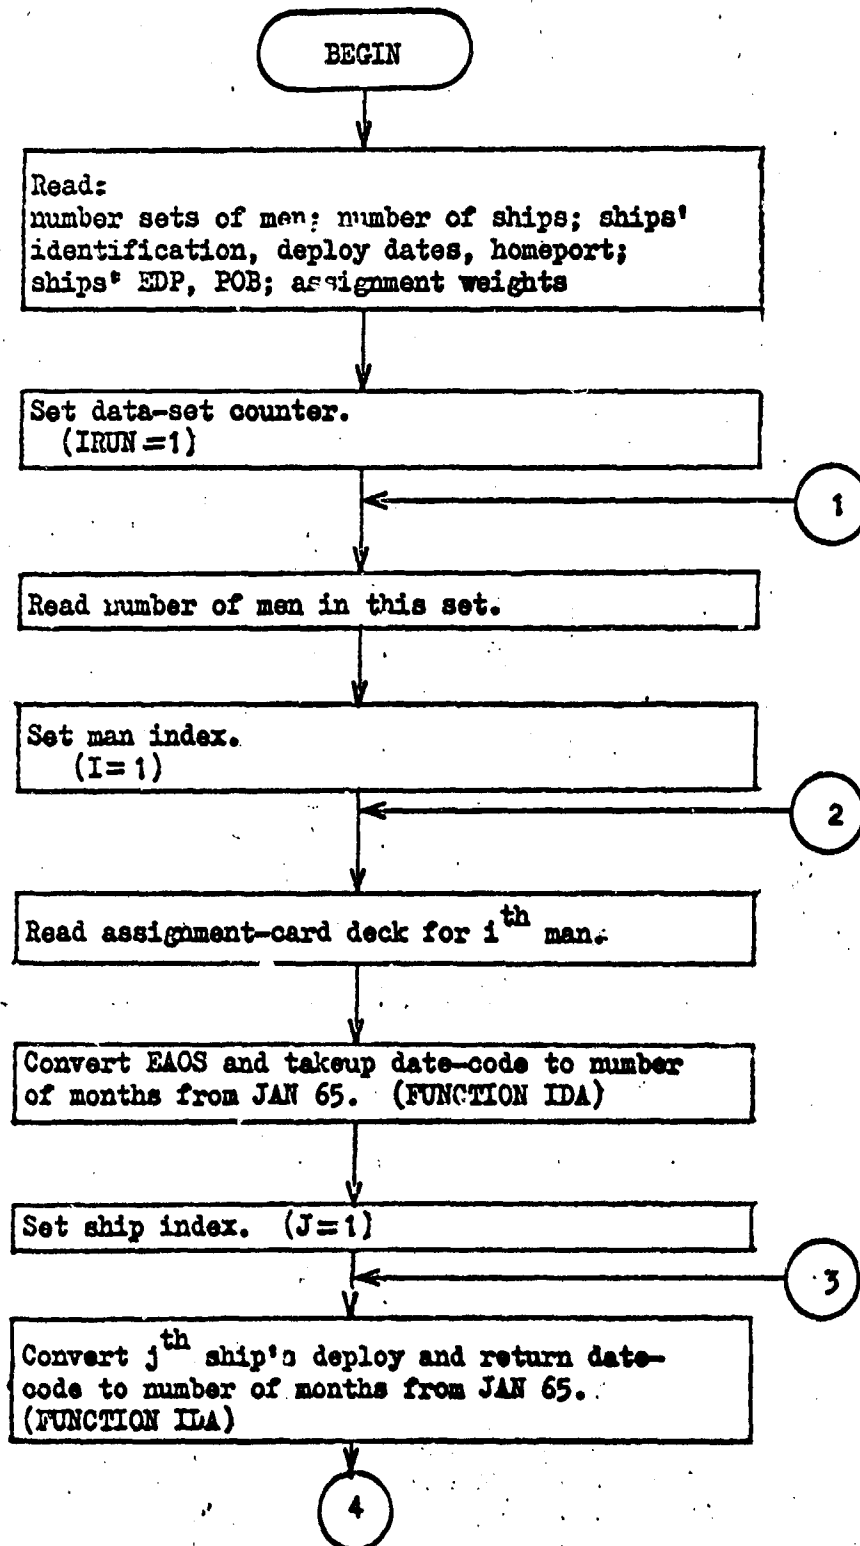 BEGIN
Read:
number sets of men; number of ships; ships'
identification, deploy dates, homeport;
ships' EDP, POB; assignment weights
Set data-set counter.
(IRUN=1)
1
Read number of men in this set.
Set man index.
(I=1)
2
Read assignment-card deck for i^th man.
Convert EAOS and takeup date-code to number
of months from JAN 65. (FUNCTION IDA)
Set ship index. (J=1)
3
Convert j^th ship's deploy and return date-
code to number of months from JAN 65.
(FUNCTION IDA)
4